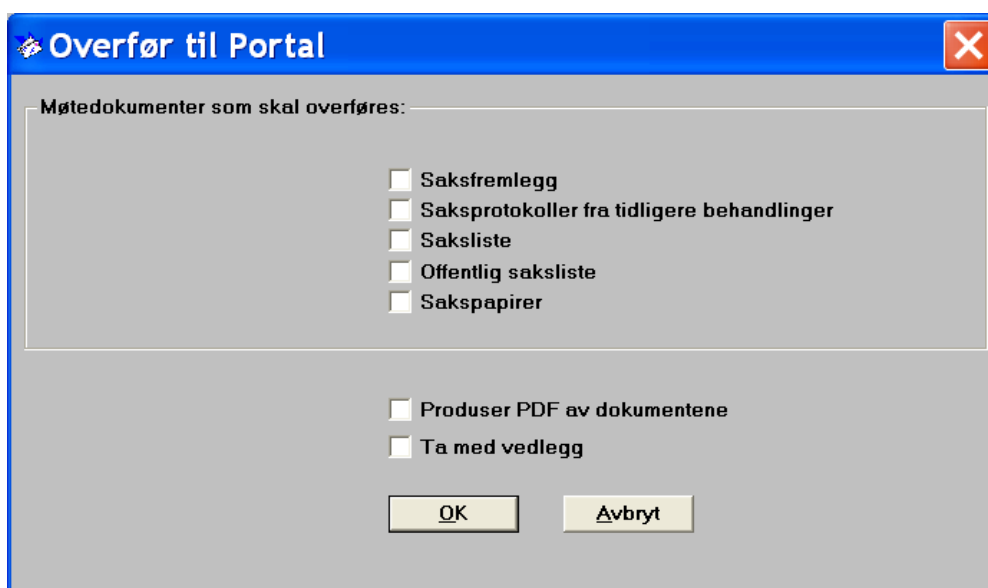 Overfør til Portal
Møtedokumenter som skal overføres:
Saksfremlegg
Saksprotokoller fra tidligere behandlinger
Saksliste
Offentlig saksliste
Sakspapirer
Produser PDF av dokumentene
Ta med vedlegg
OK Avbryt